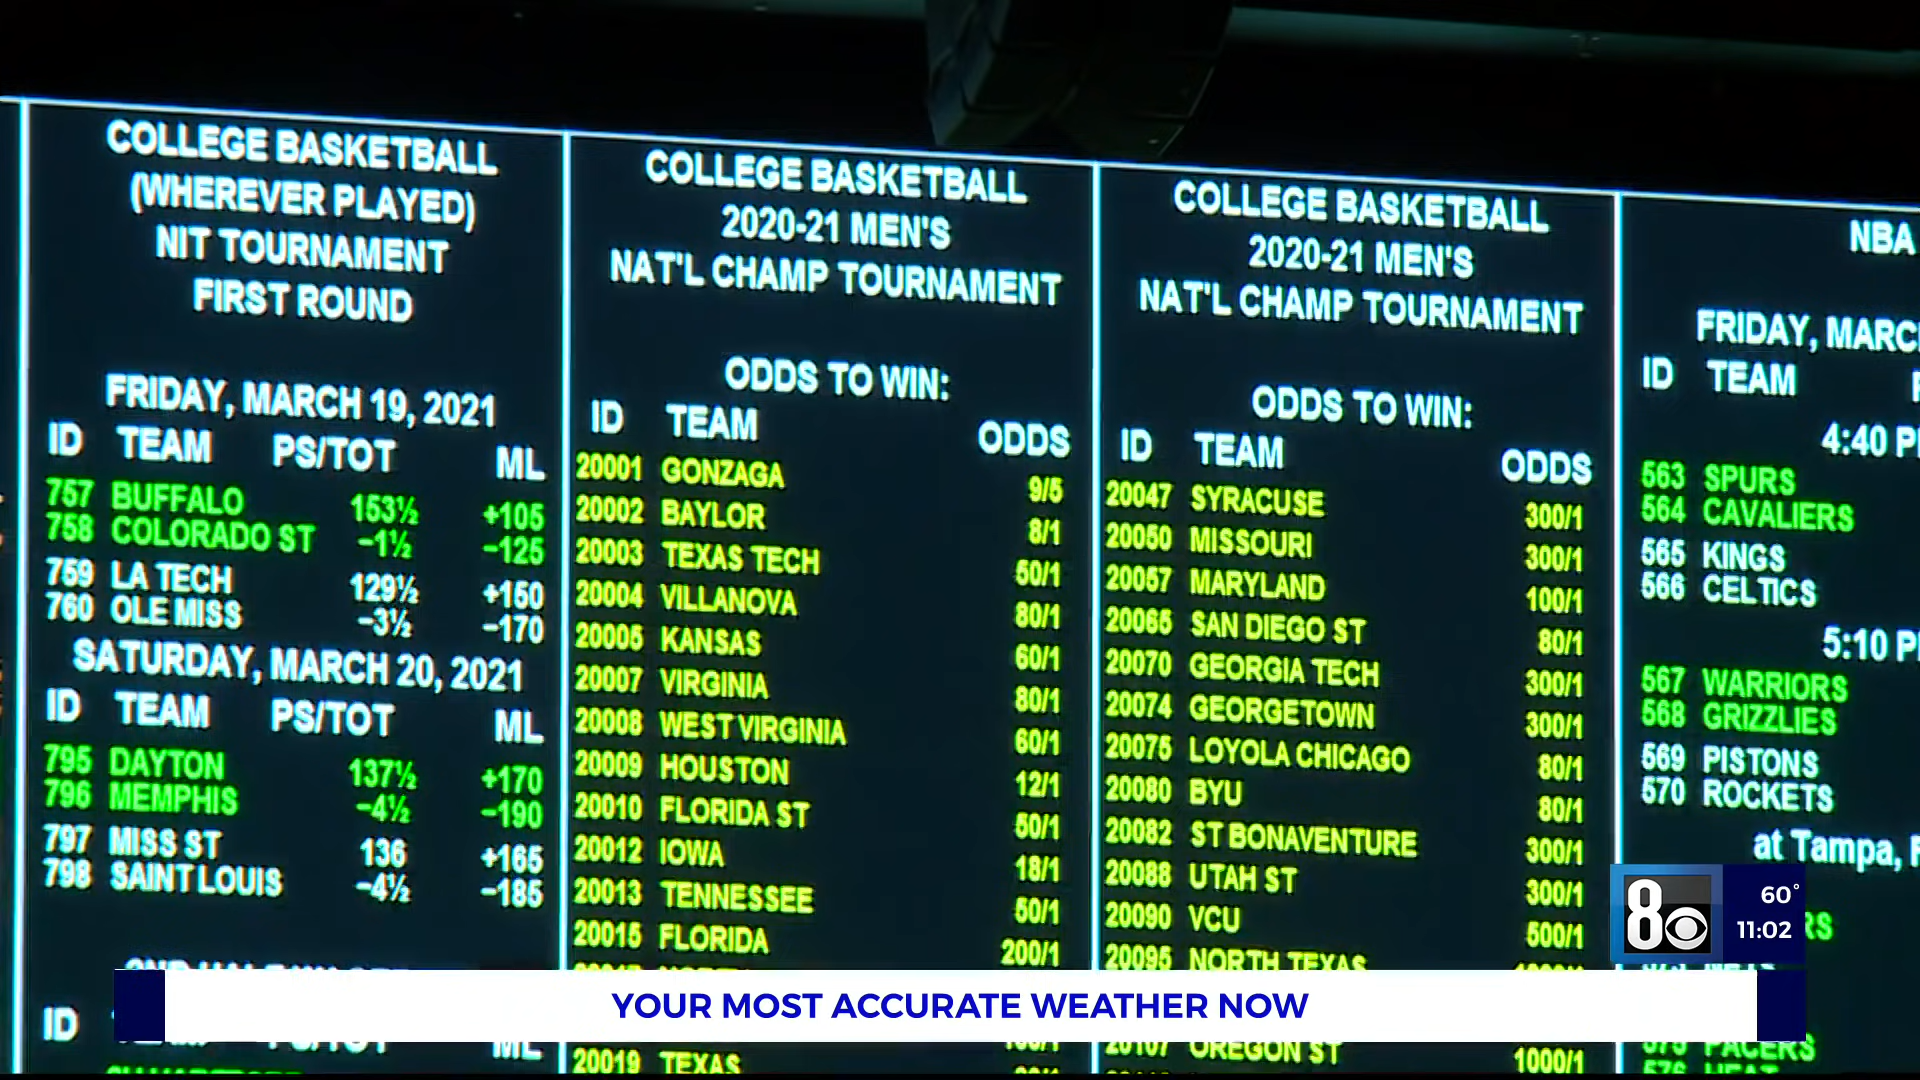 COLLEGE BASKETBALL
(WHEREVER PLAYED)
NIT TOURNAMENT
FIRST ROUND
FRIDAY, MARCH 19, 2021
ID TEAM PS/TOT ML
757 BUFFALO 153½ +105
758 COLORADO ST -1½ -125
759 LA TECH 129½ +150
760 OLE MISS -3½ -170
SATURDAY, MARCH 20, 2021
ID TEAM PS/TOT ML
795 DAYTON 137½ +170
796 MEMPHIS -4½ -190
797 MISS ST 136 +165
798 SAINT LOUIS -4½ -185
ID PS/TOT ML
COLLEGE BASKETBALL
2020-21 MEN'S
NAT'L CHAMP TOURNAMENT
ODDS TO WIN:
ID TEAM ODDS
20001 GONZAGA 9/5
20002 BAYLOR 8/1
20003 TEXAS TECH 50/1
20004 VILLANOVA 80/1
20005 KANSAS 60/1
20007 VIRGINIA 80/1
20008 WEST VIRGINIA 60/1
20009 HOUSTON 12/1
20010 FLORIDA ST 50/1
20012 IOWA 18/1
20013 TENNESSEE 50/1
20015 FLORIDA 200/1
20019 TEXAS
COLLEGE BASKETBALL
2020-21 MEN'S
NAT'L CHAMP TOURNAMENT
ODDS TO WIN:
ID TEAM ODDS
20047 SYRACUSE 300/1
20050 MISSOURI 300/1
20057 MARYLAND 100/1
20065 SAN DIEGO ST 80/1
20070 GEORGIA TECH 300/1
20074 GEORGETOWN 300/1
20075 LOYOLA CHICAGO 80/1
20080 BYU 80/1
20082 ST BONAVENTURE 300/1
20088 UTAH ST 300/1
20090 VCU 500/1
20095 NORTH TEXAS
20107 OREGON ST 1000/1
NBA
FRIDAY, MARC
ID TEAM
4:40 P
563 SPURS
564 CAVALIERS
565 KINGS
566 CELTICS
5:10 P
567 WARRIORS
568 GRIZZLIES
569 PISTONS
570 ROCKETS
at Tampa, F
RS
NETS
575 PACERS
576 HEAT
8 60°
11:02
YOUR MOST ACCURATE WEATHER NOW